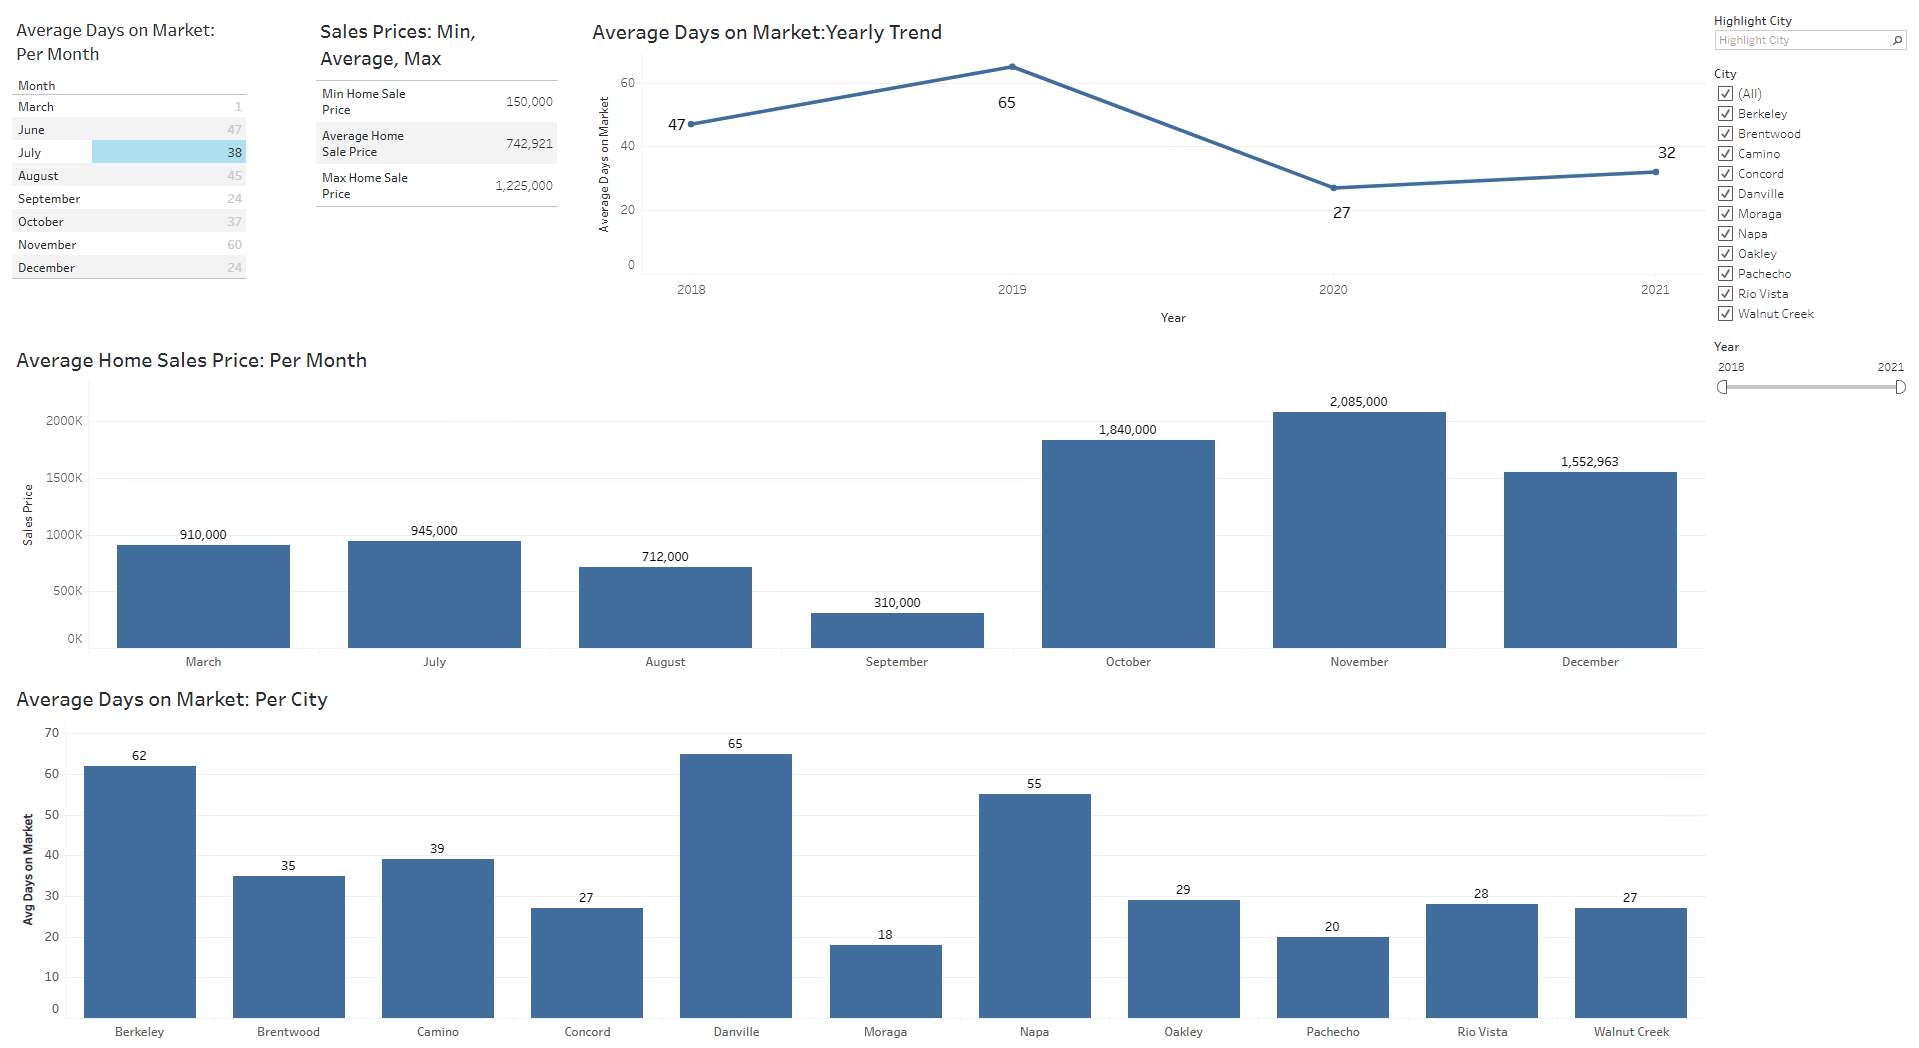 Average Days on Market:
Per Month
Month
March 1
June 47
July 38
August 45
September 24
October 37
November 60
December 24
Sales Prices: Min,
Average, Max
Min Home Sale
Price
150,000
Average Home
Sale Price
742,921
Max Home Sale
Price
1,225,000
Average Days on Market:Yearly Trend
Average Days on Market
60
40
20
0
47
65
27
32
2018 2019 2020 2021
Year
Highlight City
Highlight City
City
(All)
Berkeley
Brentwood
Camino
Concord
Danville
Moraga
Napa
Oakley
Pachecho
Rio Vista
Walnut Creek
Year
2018 2021
Average Home Sales Price: Per Month
Sales Price
2000K
1500K
1000K
500K
0K
910,000
945,000
712,000
310,000
1,840,000
2,085,000
1,552,963
March July August September October November December
Average Days on Market: Per City
Avg Days on Market
70
60
50
40
30
20
10
0
62
35
39
27
65
18
55
29
20
28
27
Berkeley Brentwood Camino Concord Danville Moraga Napa Oakley Pachecho Rio Vista Walnut Creek